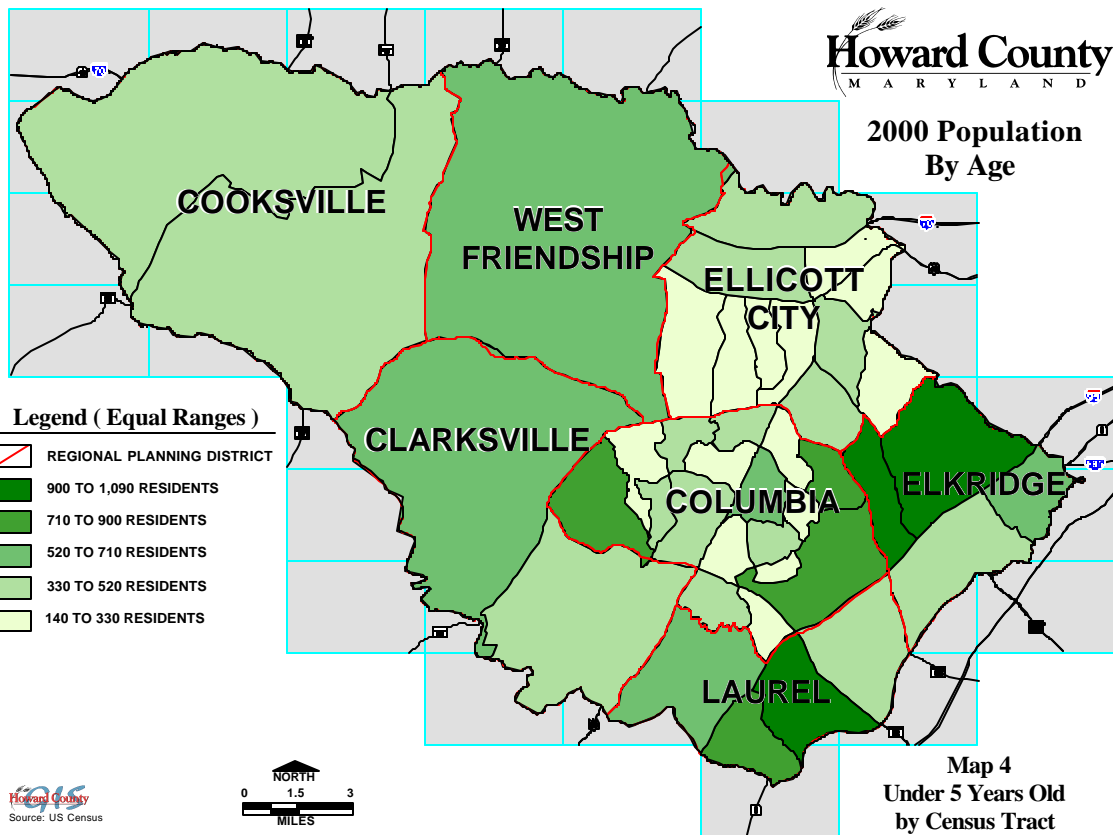 Howard County
MARYLAND
2000 Population
By Age
COOKSVILLE
WEST
FRIENDSHIP
ELLICOTT
CITY
CLARKSVILLE
COLUMBIA
ELKRIDGE
LAUREL
Legend ( Equal Ranges )
REGIONAL PLANNING DISTRICT
900 TO 1,090 RESIDENTS
710 TO 900 RESIDENTS
520 TO 710 RESIDENTS
330 TO 520 RESIDENTS
140 TO 330 RESIDENTS
70
NORTH
0 1.5 3
MILES
Howard County
GIS
Source: US Census
Map 4
Under 5 Years Old
by Census Tract